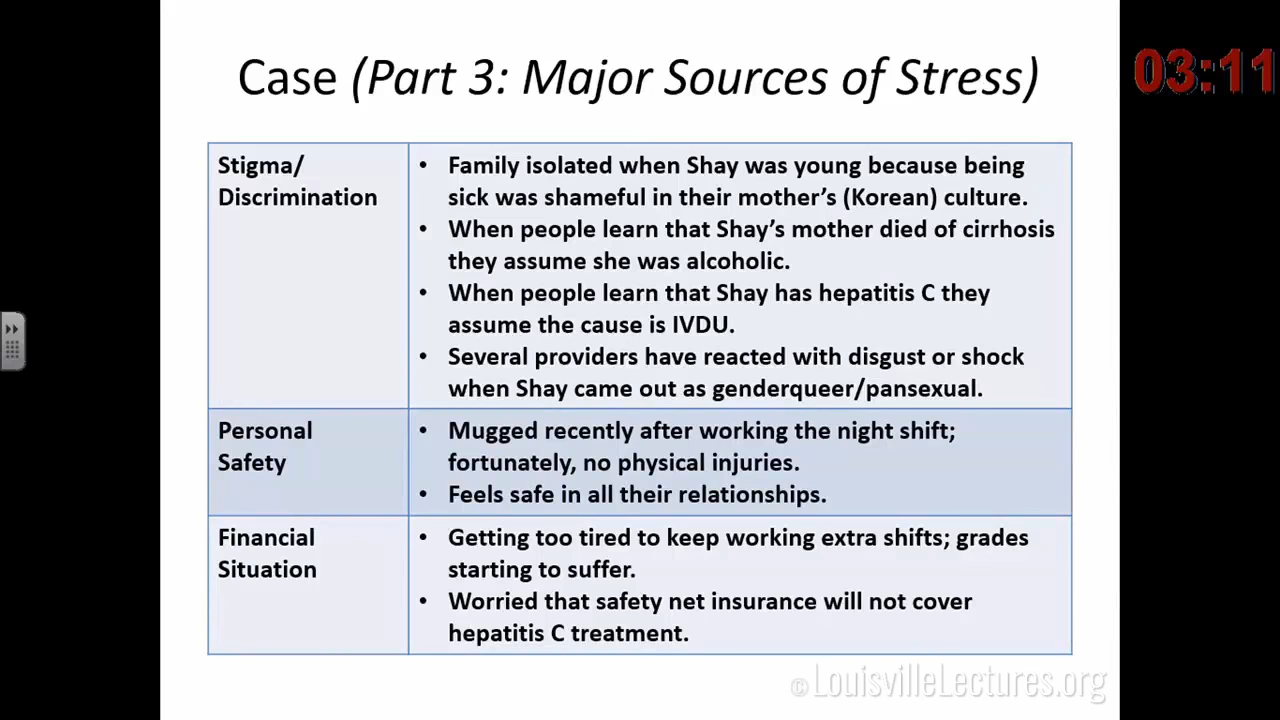 Case (Part 3: Major Sources of Stress)
03:11
Stigma/
Discrimination
• Family isolated when Shay was young because being
sick was shameful in their mother’s (Korean) culture.
• When people learn that Shay’s mother died of cirrhosis
they assume she was alcoholic.
• When people learn that Shay has hepatitis C they
assume the cause is IVDU.
• Several providers have reacted with disgust or shock
when Shay came out as genderqueer/pansexual.
Personal
Safety
• Mugged recently after working the night shift;
fortunately, no physical injuries.
• Feels safe in all their relationships.
Financial
Situation
• Getting too tired to keep working extra shifts; grades
starting to suffer.
• Worried that safety net insurance will not cover
hepatitis C treatment.
©LouisvilleLectures.org